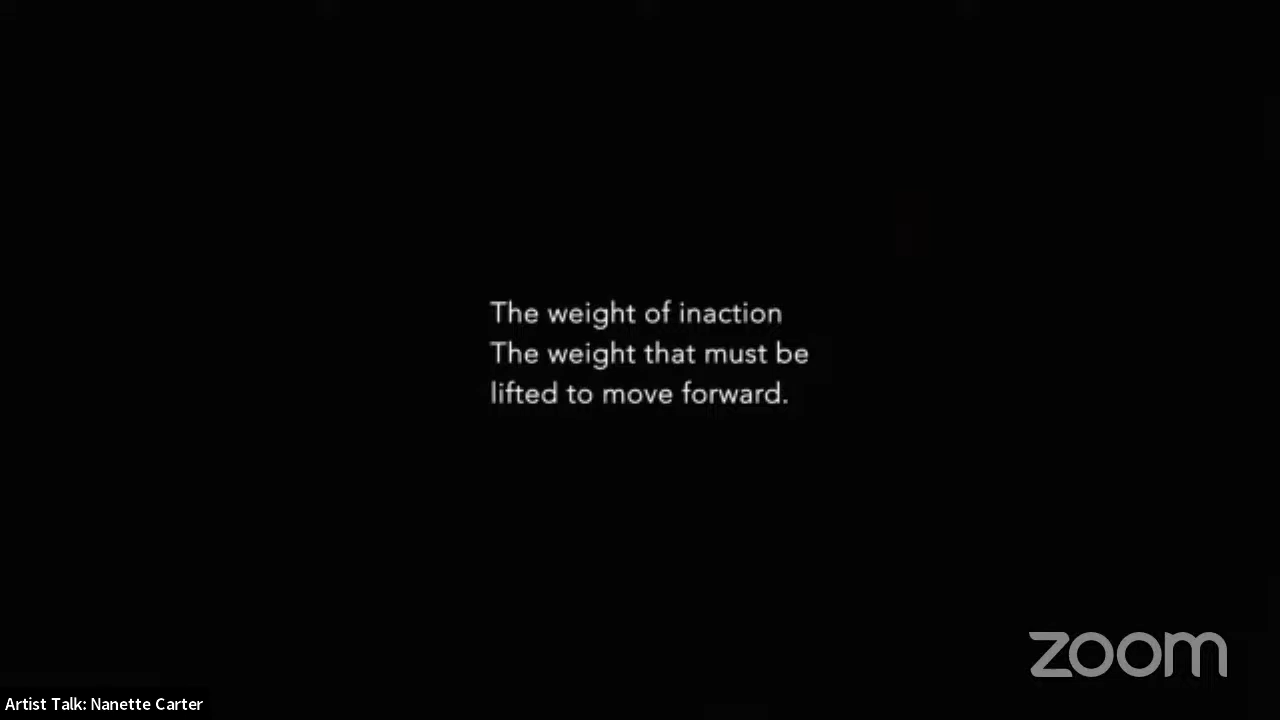 The weight of inaction
The weight that must be
lifted to move forward.
zoom
Artist Talk: Nanette Carter